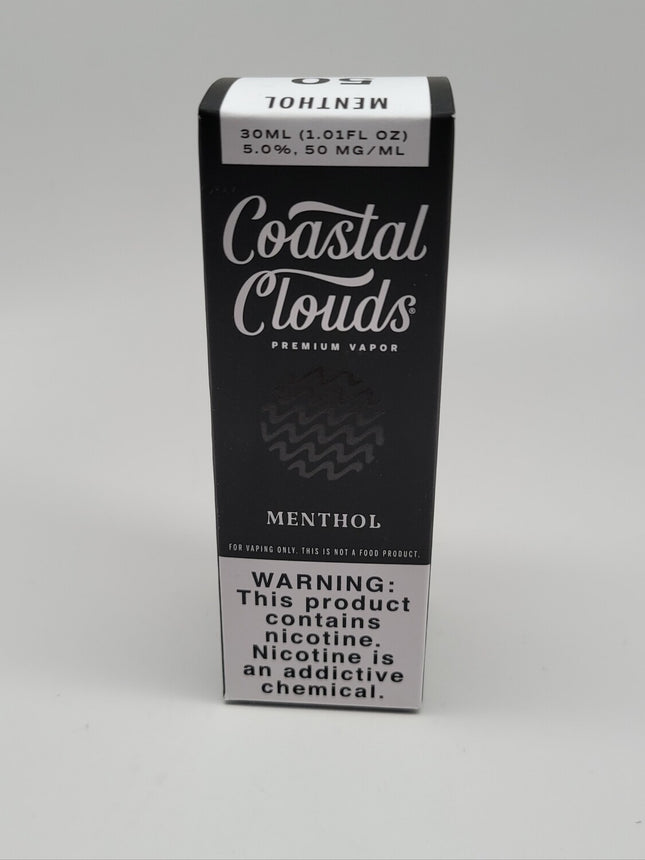 50
MENTHOL
30ML (1.01FL OZ)
5.0%, 50 MG/ML
Coastal
Clouds®
PREMIUM VAPOR
MENTHOL
FOR VAPING ONLY. THIS IS NOT A FOOD PRODUCT.
WARNING:
This product
contains
nicotine.
Nicotine is
an addictive
chemical.